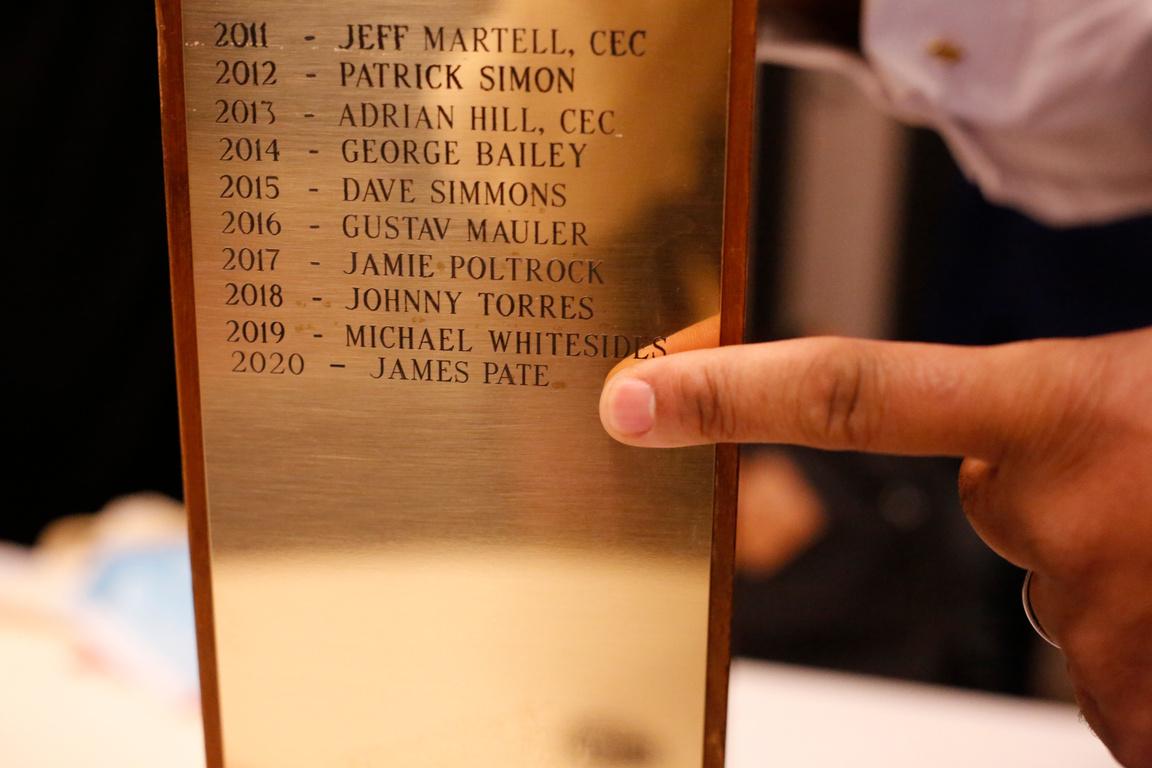 2011 - JEFF MARTELL, CEC
2012 - PATRICK SIMON
2013 - ADRIAN HILL, CEC
2014 - GEORGE BAILEY
2015 - DAVE SIMMONS
2016 - GUSTAV MAULER
2017 - JAMIE POLTROCK
2018 - JOHNNY TORRES
2019 - MICHAEL WHITESIDES
2020 - JAMES PATE